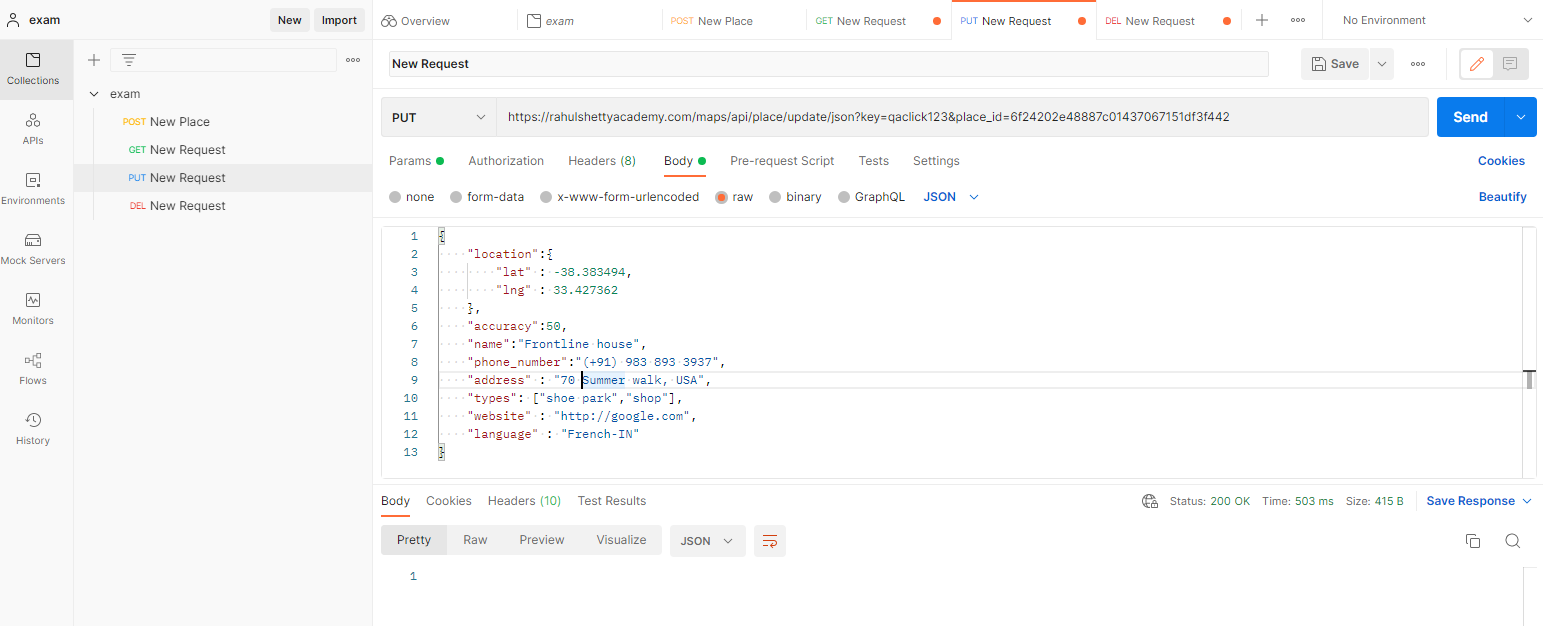 exam
New
Import
Overview
exam
POST New Place
GET New Request
PUT New Request
DEL New Request
No Environment
Collections
APIs
Environments
Mock Servers
Monitors
Flows
History
exam
POST New Place
GET New Request
PUT New Request
DEL New Request
New Request
Save
PUT
https://rahulshettyacademy.com/maps/api/place/update/json?key=qaclick123&place_id=6f24202e48887c01437067151df3f442
Send
Params Authorization Headers (8) Body Pre-request Script Tests Settings Cookies
none form-data x-www-form-urlencoded raw binary GraphQL JSON Beautify
1 {
2 "location":{
3 "lat" : -38.383494,
4 "lng" : 33.427362
5 },
6 "accuracy":50,
7 "name":"Frontline house",
8 "phone_number":"(+91) 983 893 3937",
9 "address" : "70 Summer walk, USA",
10 "types": ["shoe park","shop"],
11 "website" : "http://google.com",
12 "language" : "French-IN"
13 }
Body Cookies Headers (10) Test Results Status: 200 OK Time: 503 ms Size: 415 B Save Response
Pretty Raw Preview Visualize JSON
1